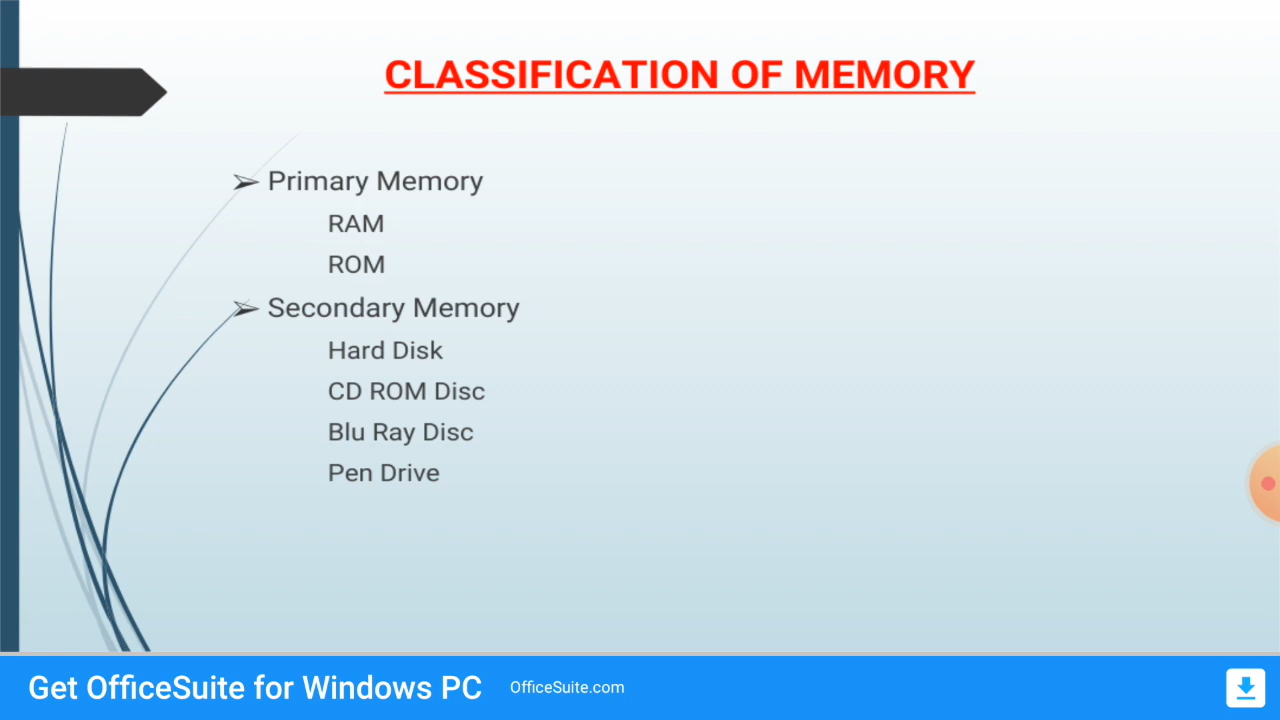 CLASSIFICATION OF MEMORY
Primary Memory
RAM
ROM
Secondary Memory
Hard Disk
CD ROM Disc
Blu Ray Disc
Pen Drive
Get OfficeSuite for Windows PC OfficeSuite.com